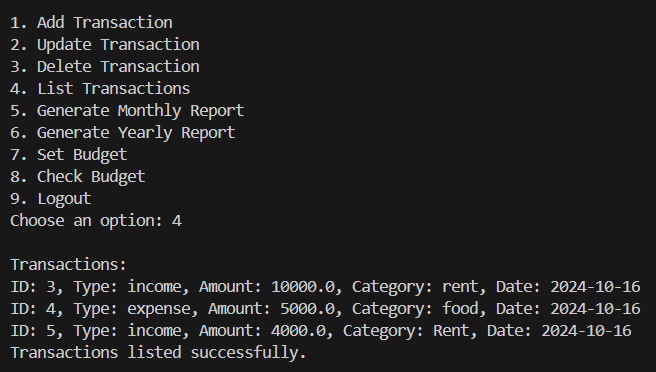 1. Add Transaction
2. Update Transaction
3. Delete Transaction
4. List Transactions
5. Generate Monthly Report
6. Generate Yearly Report
7. Set Budget
8. Check Budget
9. Logout
Choose an option: 4
Transactions:
ID: 3, Type: income, Amount: 10000.0, Category: rent, Date: 2024-10-16
ID: 4, Type: expense, Amount: 5000.0, Category: food, Date: 2024-10-16
ID: 5, Type: income, Amount: 4000.0, Category: Rent, Date: 2024-10-16
Transactions listed successfully.